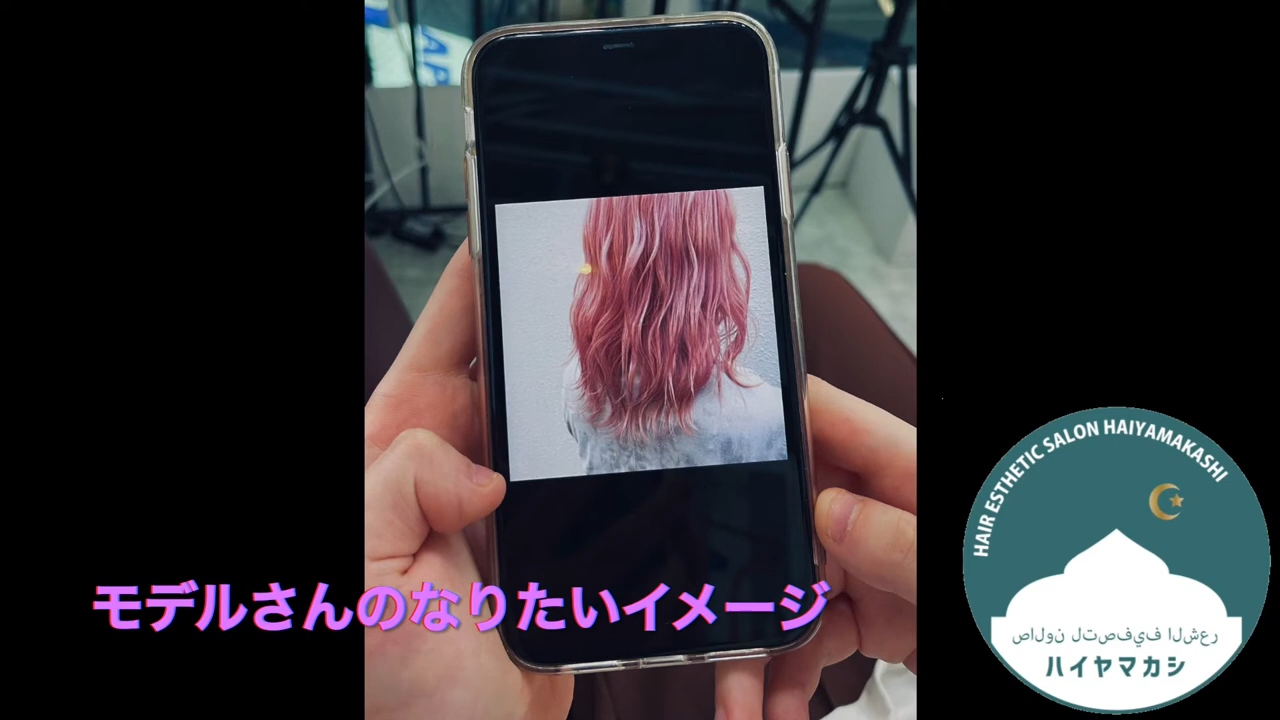 AP
モデルさんのなりたいイメージ
HAIR ESTHETIC SALON HAIYAMAKASHI
صالون لتصفيف الشعر
ハイヤマカシ